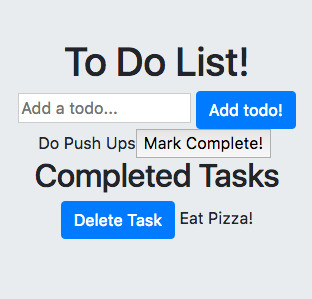 To Do List!
Add a todo... Add todo!
Do Push Ups Mark Complete!
Completed Tasks
Delete Task Eat Pizza!